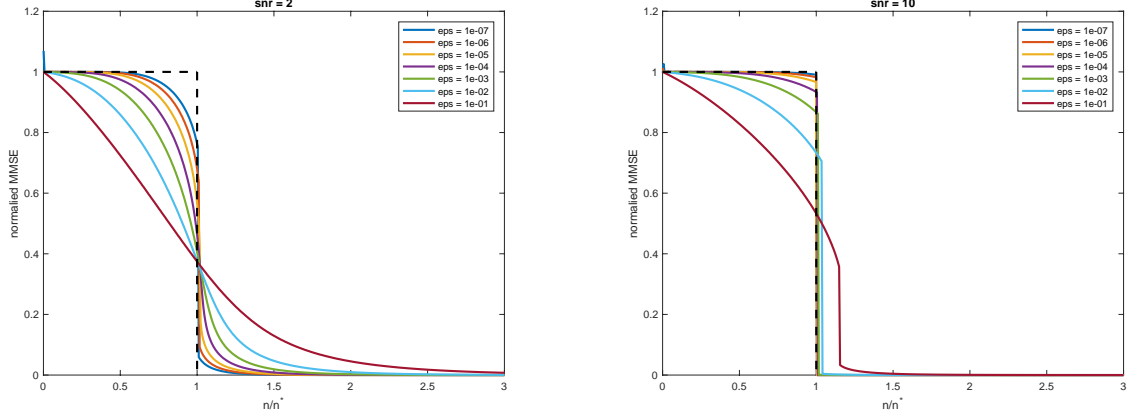 snr = 2
1.2
1
0.8
0.6
0.4
0.2
0
normalied MMSE
0
0.5
1
1.5
2
2.5
3
n/n*
eps = 1e-07
eps = 1e-06
eps = 1e-05
eps = 1e-04
eps = 1e-03
eps = 1e-02
eps = 1e-01
snr = 10
1.2
1
0.8
0.6
0.4
0.2
0
normalied MMSE
0
0.5
1
1.5
2
2.5
3
n/n*
eps = 1e-07
eps = 1e-06
eps = 1e-05
eps = 1e-04
eps = 1e-03
eps = 1e-02
eps = 1e-01